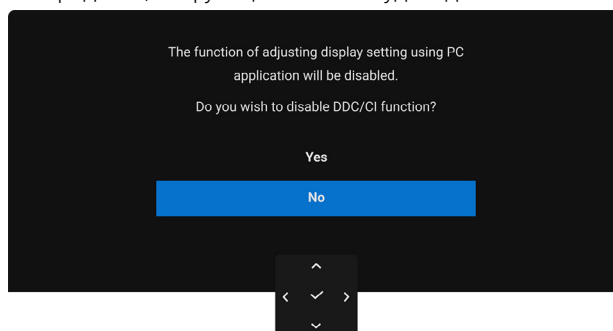 The function of adjusting display setting using PC
application will be disabled.
Do you wish to disable DDC/CI function?
Yes
No